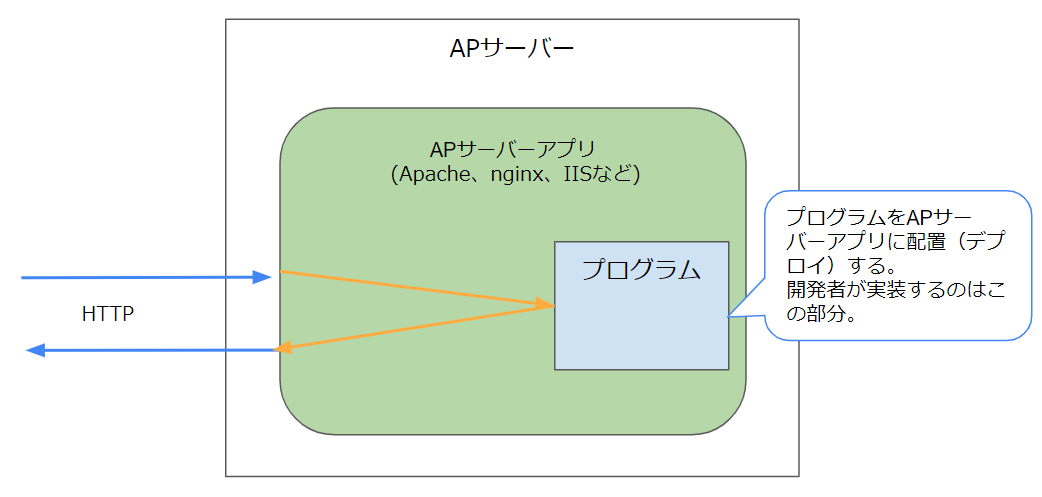 APサーバー
APサーバーアプリ
(Apache、nginx、IISなど)
プログラム
プログラムをAPサー
バーアプリに配置（デプ
ロイ）する。
開発者が実装するのはこ
の部分。
HTTP